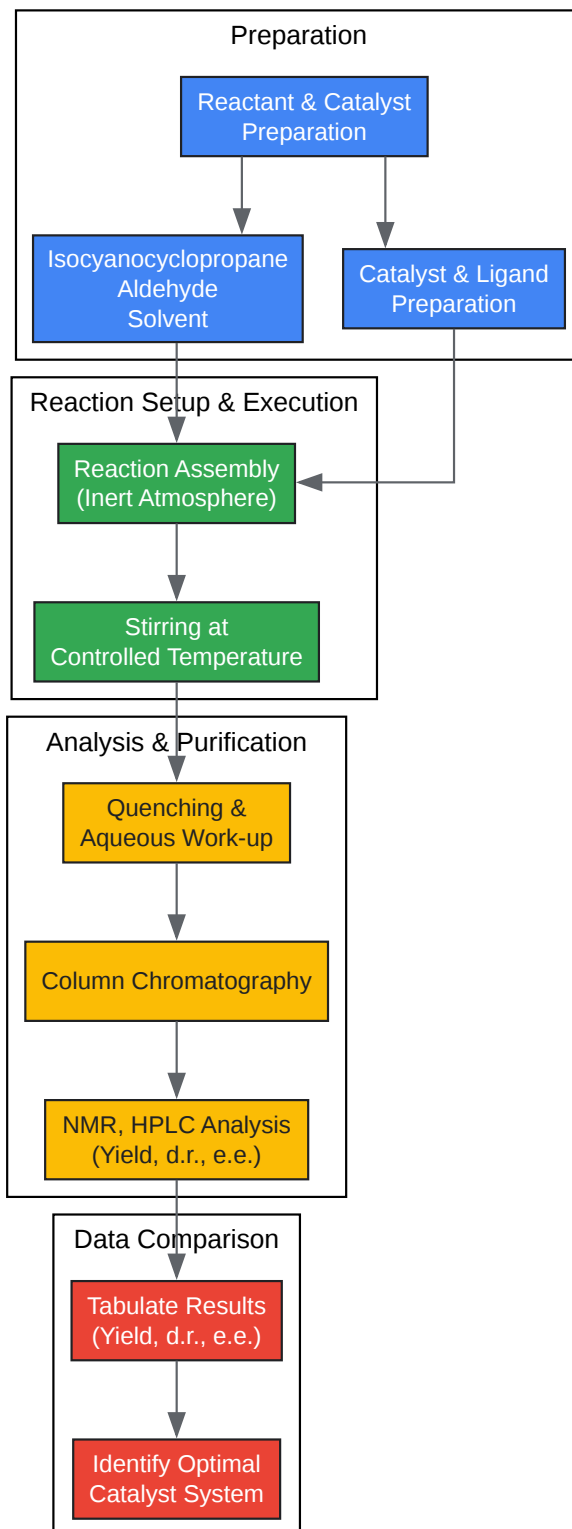 Preparation
Reactant & Catalyst
Preparation
Isocyanocyclopropane
Aldehyde
Solvent
Catalyst & Ligand
Preparation
Reaction Setup & Execution
Reaction Assembly
(Inert Atmosphere)
Stirring at
Controlled Temperature
Analysis & Purification
Quenching &
Aqueous Work-up
Column Chromatography
NMR, HPLC Analysis
(Yield, d.r., e.e.)
Data Comparison
Tabulate Results
(Yield, d.r., e.e.)
Identify Optimal
Catalyst System